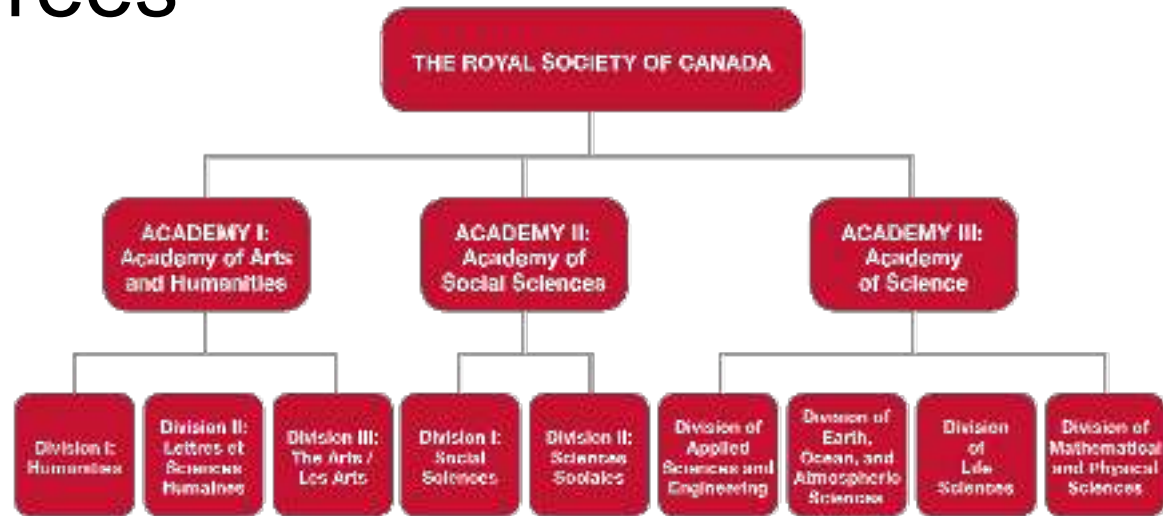 rees
THE ROYAL SOCIETY OF CANADA
ACADEMY I:
Academy of Arts
and Humanities
ACADEMY II:
Academy of
Social Sciences
ACADEMY III:
Academy
of Science
Division I:
Humanities
Division II:
Lettres et
Sciences
Humaines
Division III:
The Arts /
Les Arts
Division I:
Social
Sciences
Division II:
Sciences
Sociales
Division of
Applied
Sciences and
Engineering
Division of
Earth,
Ocean, and
Atmospheric
Sciences
Division
of
Life
Sciences
Division of
Mathematical
and Physical
Sciences